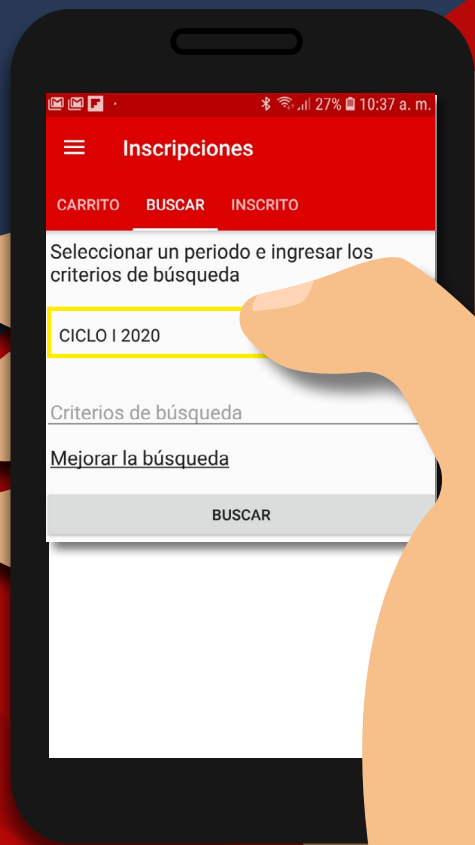 27% 10:37 a. m.
Inscripciones
CARRITO BUSCAR INSCRITO
Seleccionar un periodo e ingresar los
criterios de búsqueda
CICLO I 2020
Criterios de búsqueda
Mejorar la búsqueda
BUSCAR